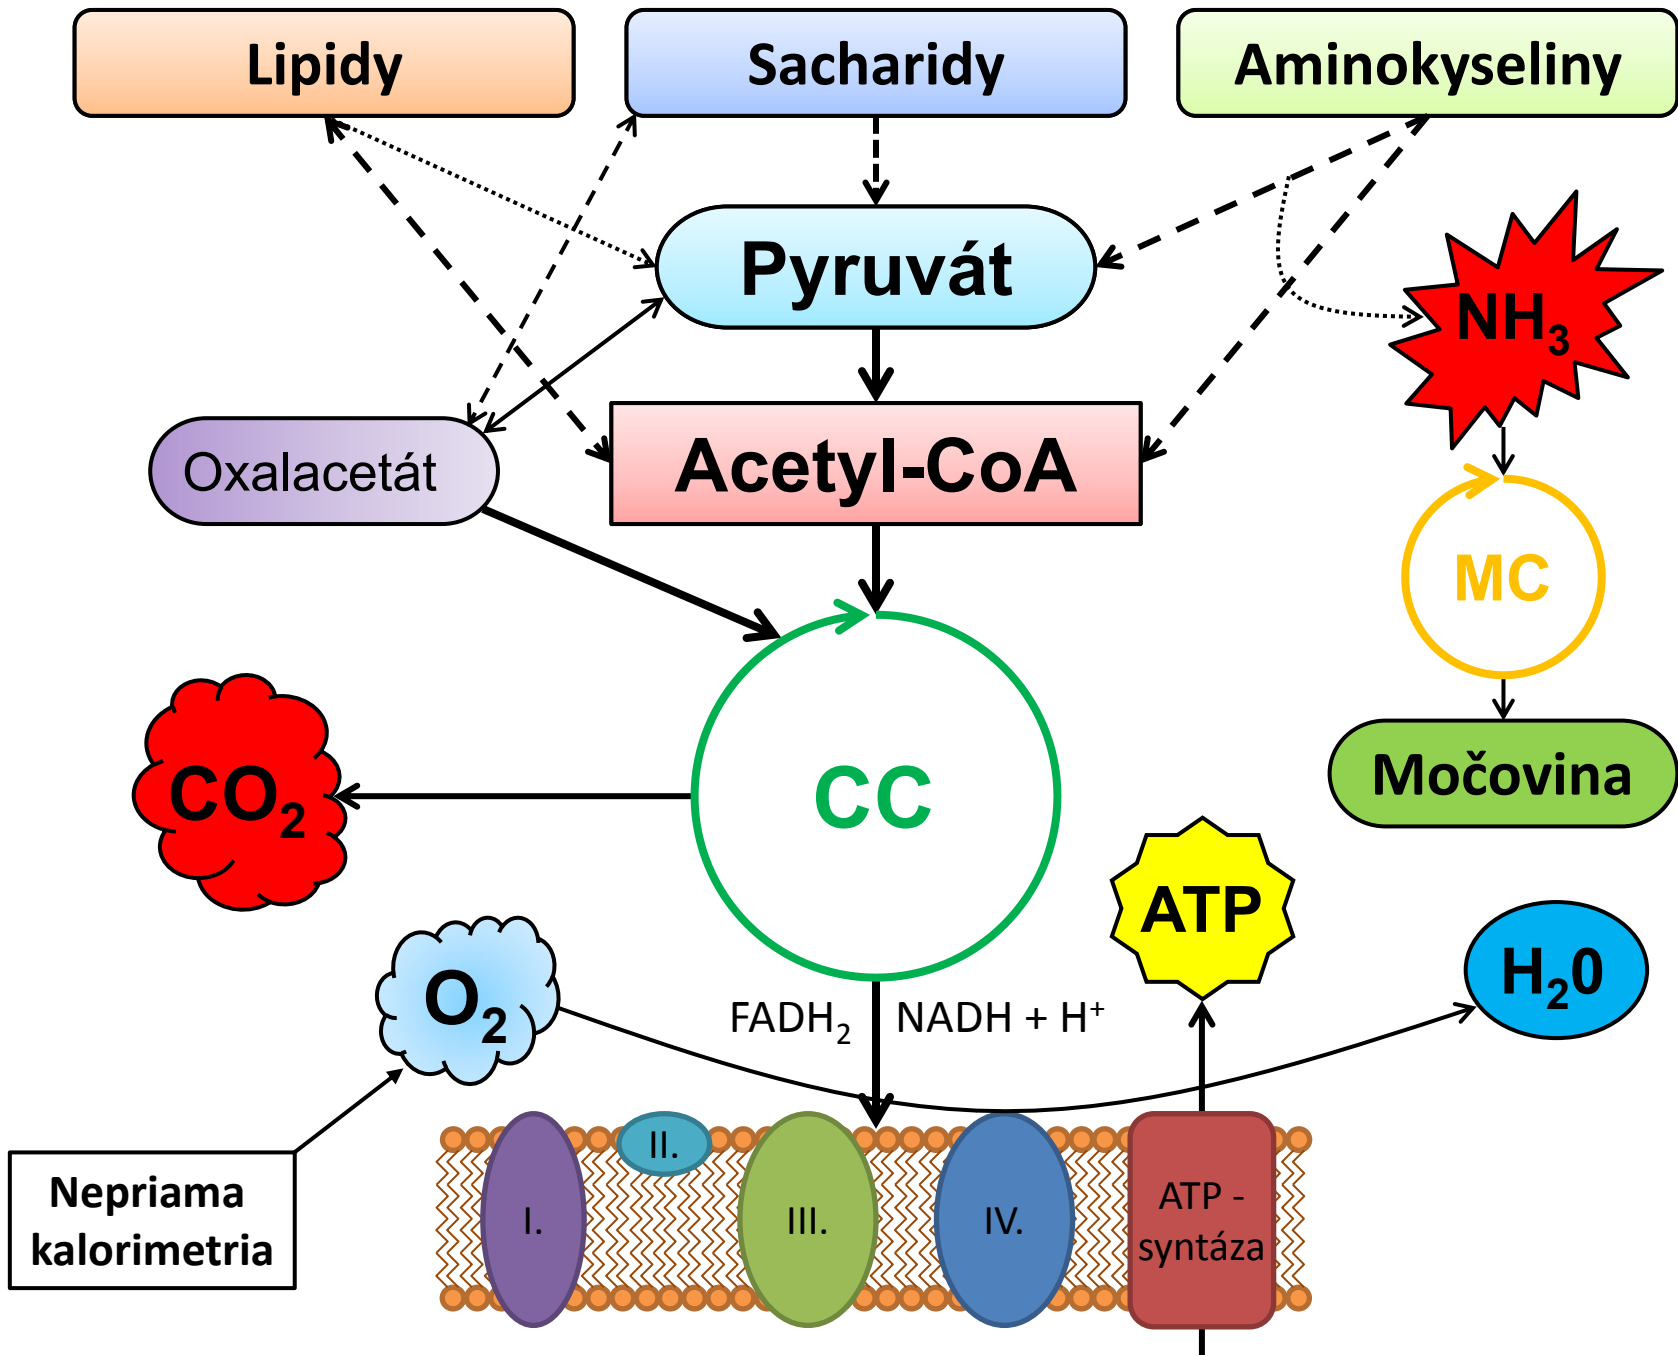 Lipidy
Sacharidy
Aminokyseliny
Pyruvát
NH₃
Oxalacetát
Acetyl-CoA
MC
CC
CO₂
Močovina
ATP
O₂
H₂0
FADH₂
NADH + H⁺
Nepriama
kalorimetria
I.
II.
III.
IV.
ATP -
syntáza